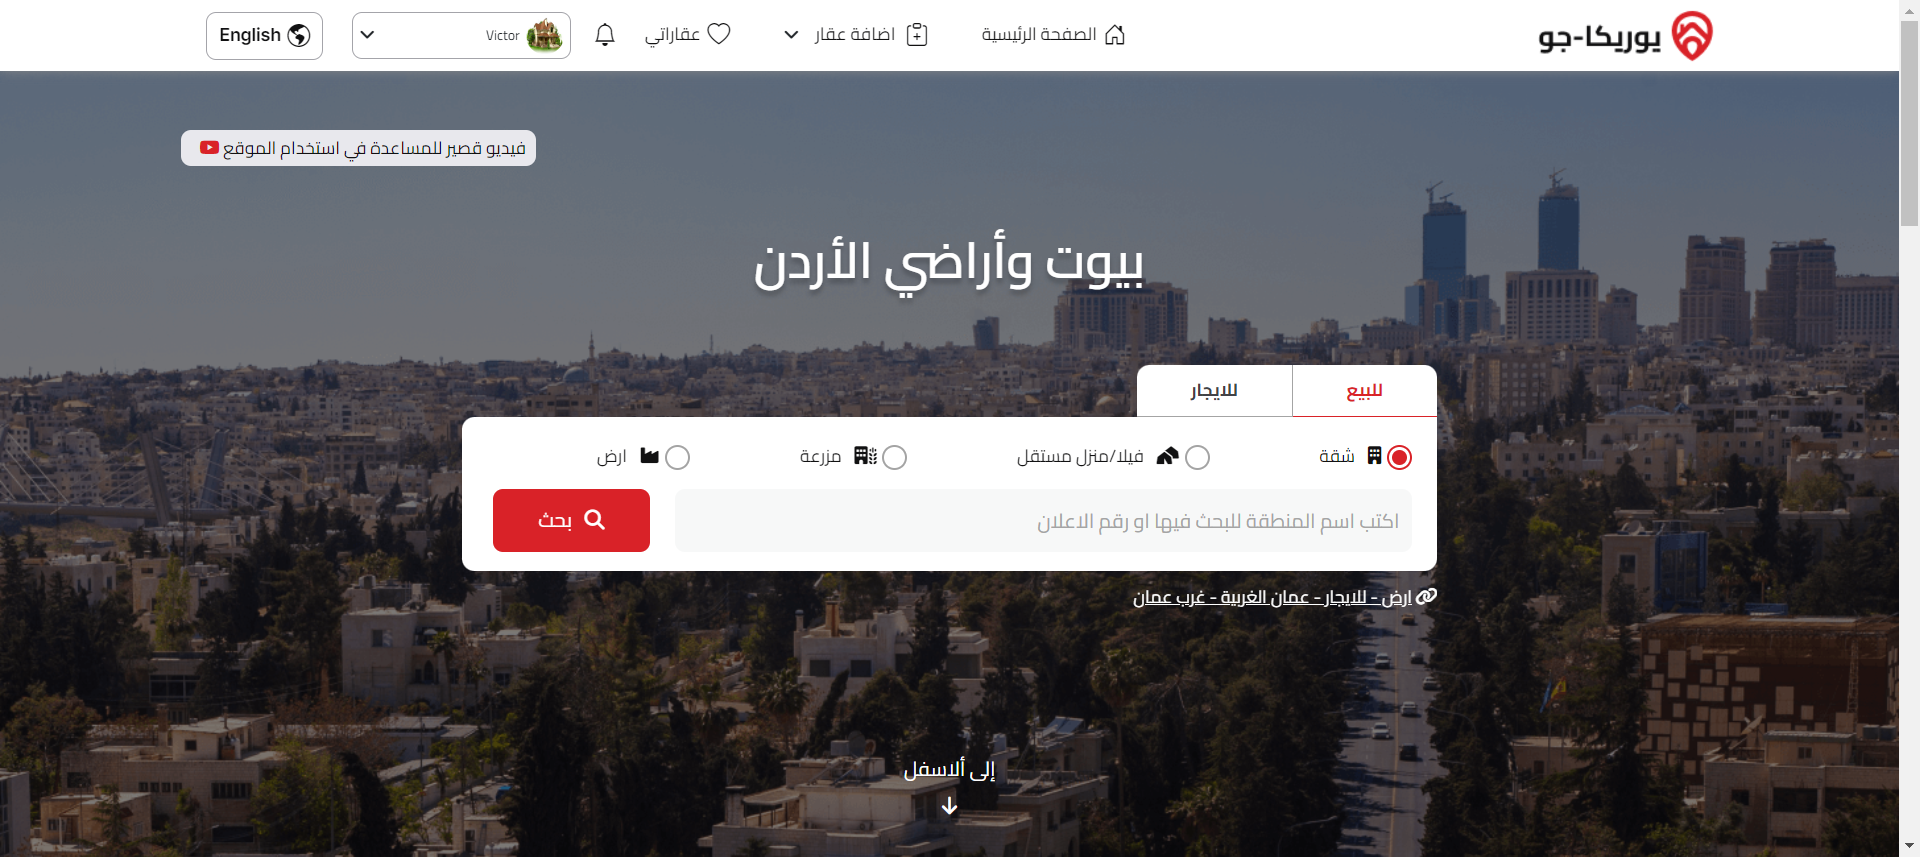 يوريكا-جو
الصفحة الرئيسية
اضافة عقار
عقاراتي
Victor
English
فيديو قصير للمساعدة في استخدام الموقع
بيوت وأراضي الأردن
للبيع
للايجار
شقة
فيلا/منزل مستقل
مزرعة
ارض
اكتب اسم المنطقة للبحث فيها او رقم الاعلان
بحث
ارض - للايجار - عمان الغربية - غرب عمان
إلى ألاسفل